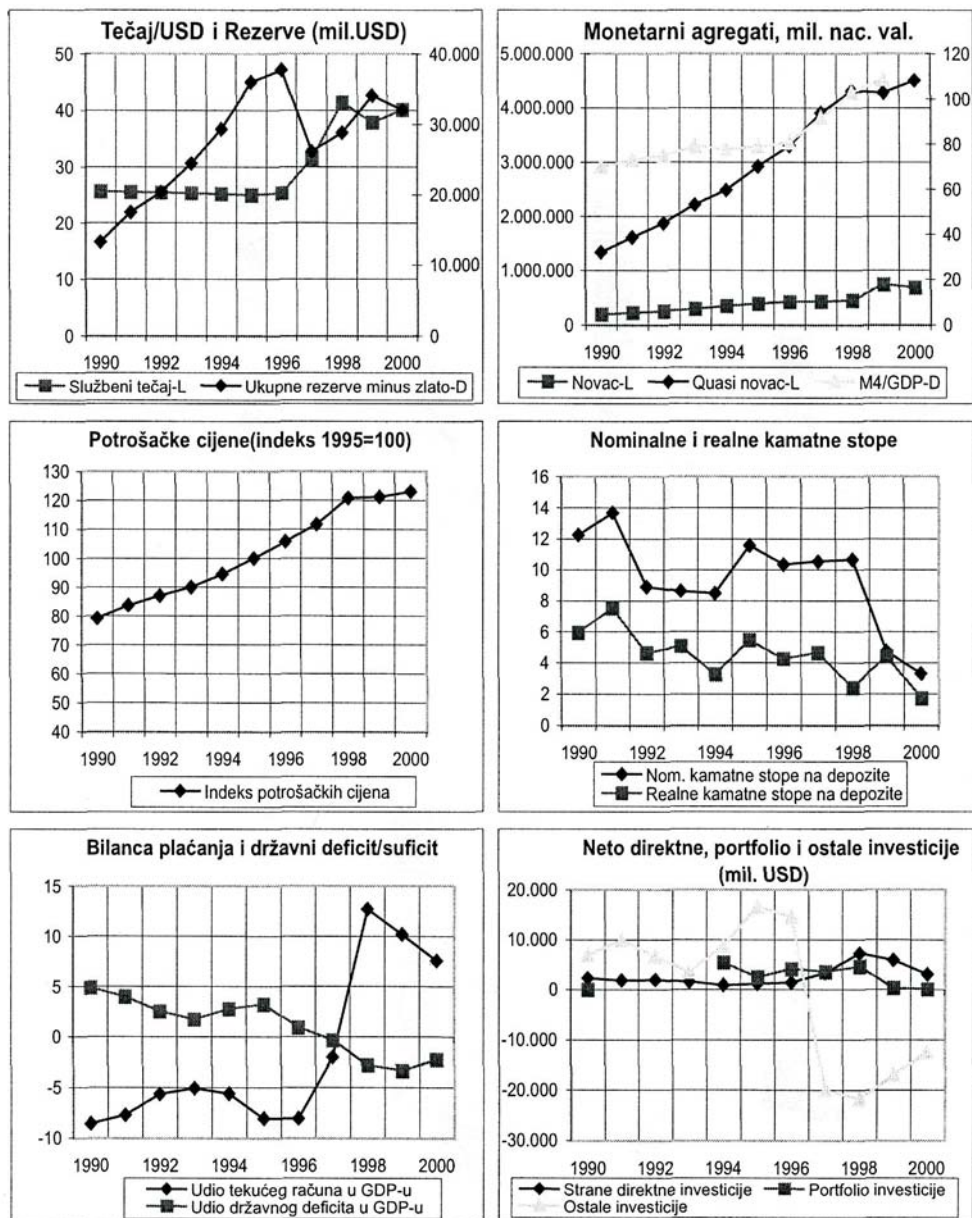 Tečaj/USD i Rezerve (mil.USD)
50
40
30
20
10
0
40.000
30.000
20.000
10.000
0
1990 1992 1994 1996 1998 2000
Službeni tečaj-L Ukupne rezerve minus zlato-D
Monetarni agregati, mil. nac. val.
5.000.000
4.000.000
3.000.000
2.000.000
1.000.000
0
120
100
80
60
40
20
0
1990 1992 1994 1996 1998 2000
Novac-L Quasi novac-L M4/GDP-D
Potrošačke cijene(indeks 1995=100)
130
120
110
100
90
80
70
60
50
40
1990 1992 1994 1996 1998 2000
Indeks potrošačkih cijena
Nominalne i realne kamatne stope
16
14
12
10
8
6
4
2
0
1990 1992 1994 1996 1998 2000
Nom. kamatne stope na depozite
Realne kamatne stope na depozite
Bilanca plaćanja i državni deficit/suficit
15
10
5
0
-5
-10
1990 1992 1994 1996 1998 2000
Udio tekućeg računa u GDP-u
Udio državnog deficita u GDP-u
Neto direktne, portfolio i ostale investicije
(mil. USD)
20.000
10.000
0
-10.000
-20.000
-30.000
1990 1992 1994 1996 1998 2000
Strane direktne investicije Portfolio investicije
Ostale investicije